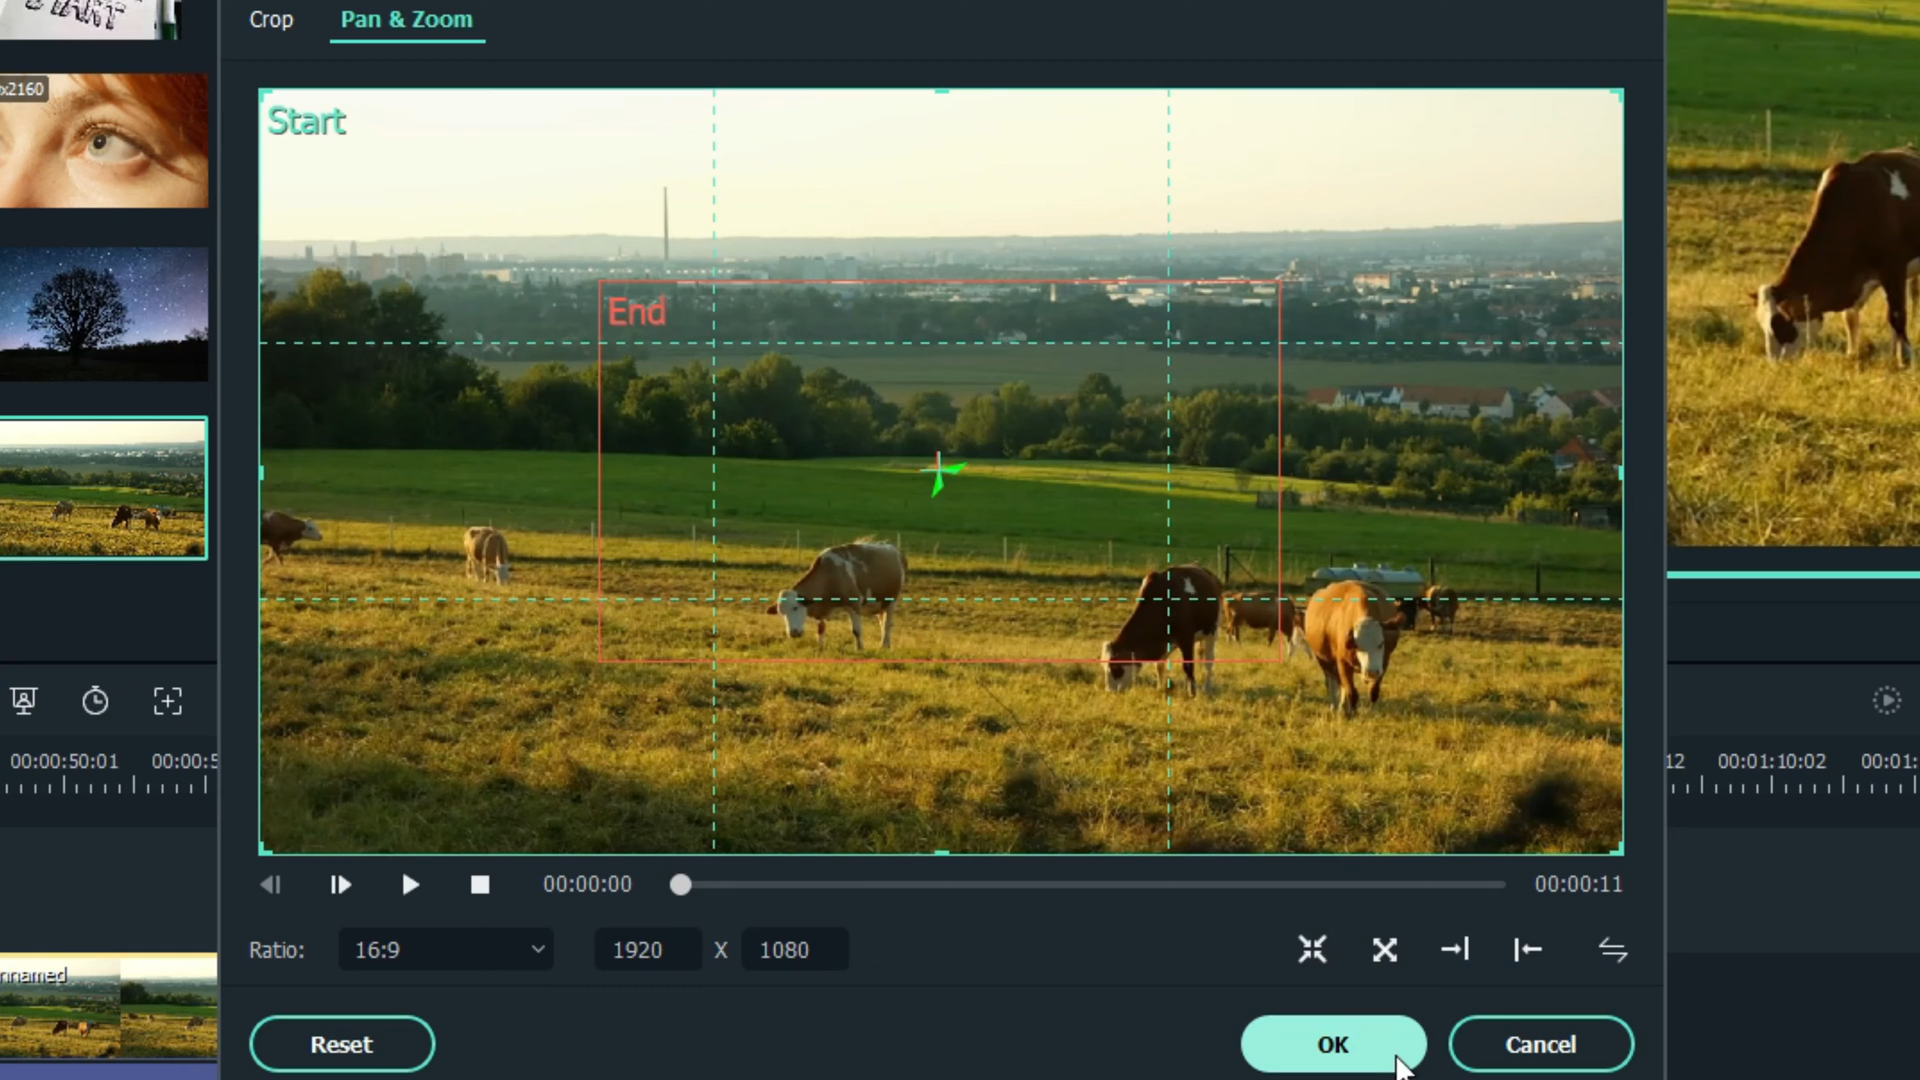 START
Crop
Pan & Zoom
x2160
Start
End
00:00:50:01
00:00:5
12
00:01:10:02
00:01:
00:00:00
00:00:11
Ratio:
16:9
1920
X
1080
nnamed
Reset
OK
Cancel